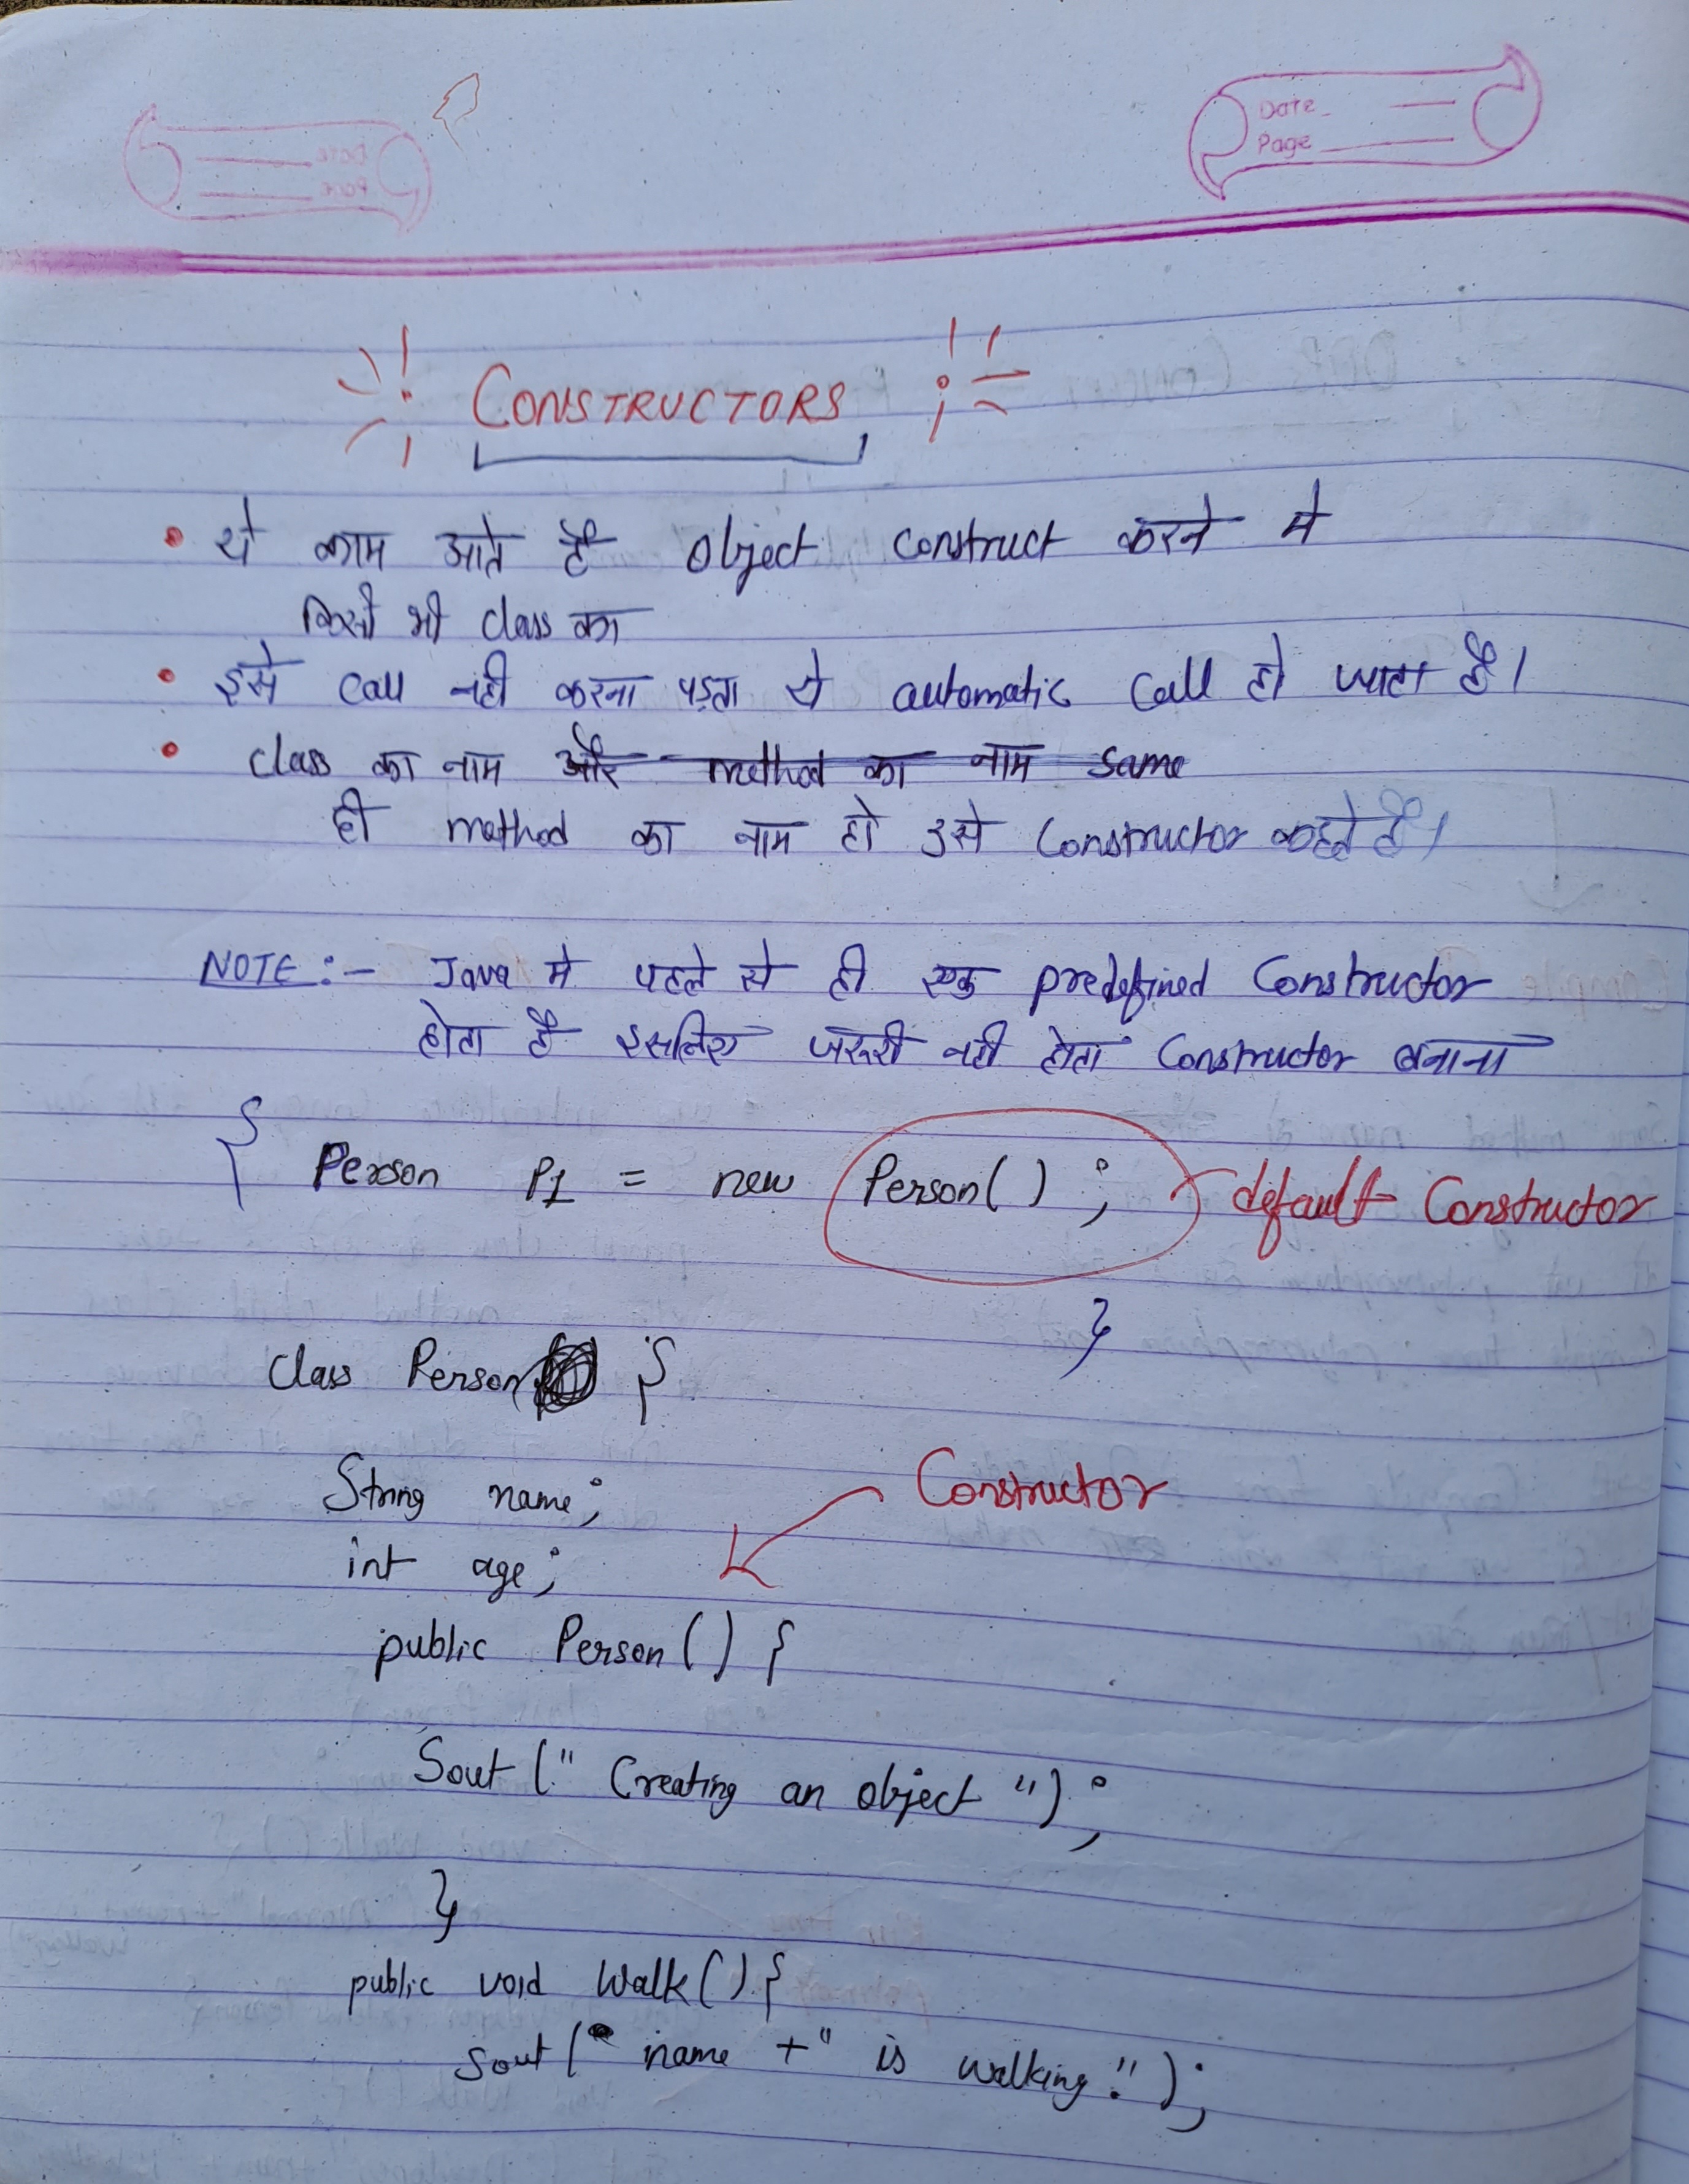 Date
Page
CONSTRUCTORS
• ये काम आते है object construct करने मे
किसी भी class का
• इसे call नही करना पड़ता ये automatic call हो जाता है।
• class का नाम और method का नाम same
ही method का नाम हो उसे Constructor कहते है।
NOTE :- Java मे पहले से ही एक predefined Constructor
होता है इसलिए जरूरी नही होता Constructor बनाना
{ Person P1 = new Person() ; default Constructor
}
class Person {
String name;
Constructor
int age;
public Person() {
Sout (" Creating an object ");
}
public void Walk() {
sout ( name +" is walking.");